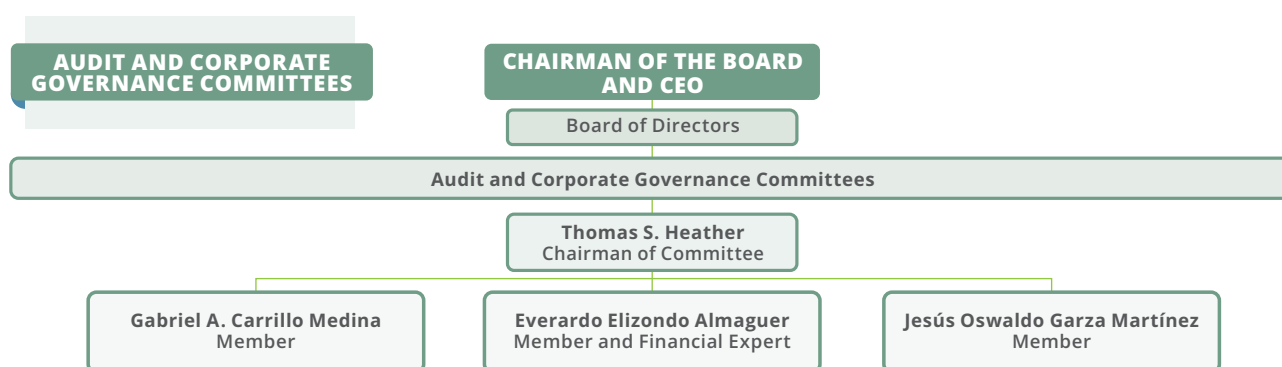 AUDIT AND CORPORATE
GOVERNANCE COMMITTEES
CHAIRMAN OF THE BOARD
AND CEO
Board of Directors
Audit and Corporate Governance Committees
Thomas S. Heather
Chairman of Committee
Gabriel A. Carrillo Medina
Member
Everardo Elizondo Almaguer
Member and Financial Expert
Jesús Oswaldo Garza Martínez
Member